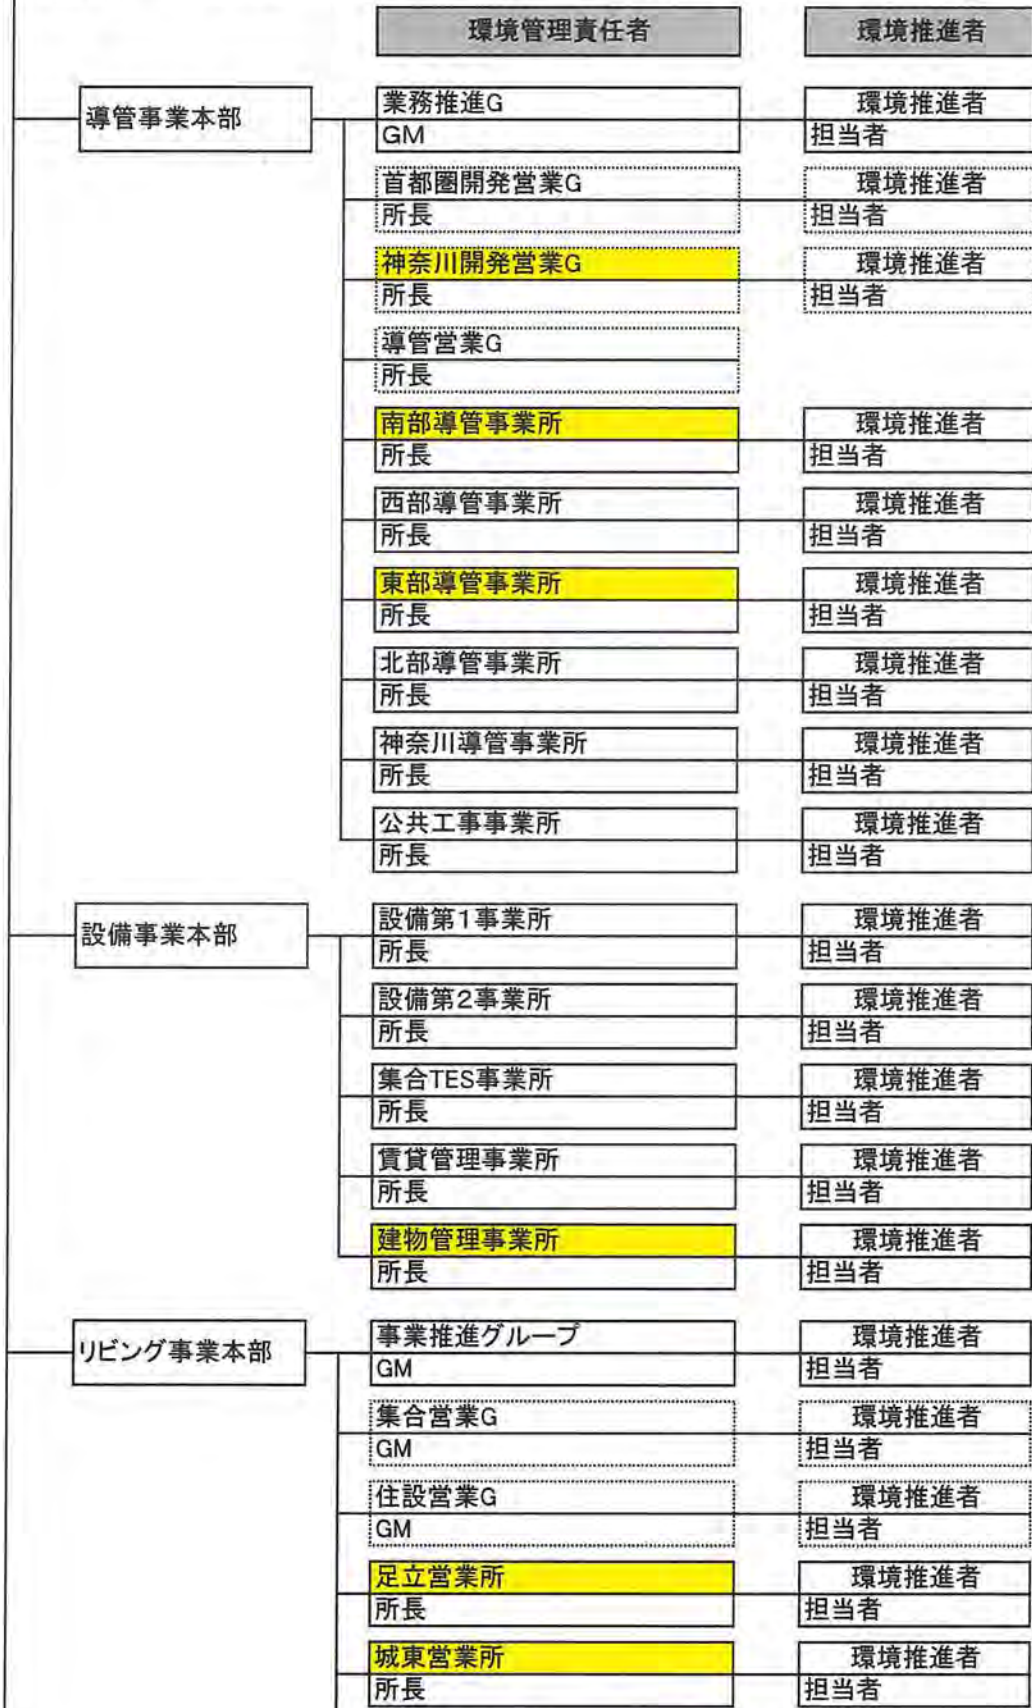 環境管理責任者 環境推進者
導管事業本部
業務推進G 環境推進者
GM 担当者
首都圏開発営業G 環境推進者
所長 担当者
神奈川開発営業G 環境推進者
所長 担当者
導管営業G
所長
南部導管事業所 環境推進者
所長 担当者
西部導管事業所 環境推進者
所長 担当者
東部導管事業所 環境推進者
所長 担当者
北部導管事業所 環境推進者
所長 担当者
神奈川導管事業所 環境推進者
所長 担当者
公共工事事業所 環境推進者
所長 担当者
設備事業本部
設備第1事業所 環境推進者
所長 担当者
設備第2事業所 環境推進者
所長 担当者
集合TES事業所 環境推進者
所長 担当者
賃貸管理事業所 環境推進者
所長 担当者
建物管理事業所 環境推進者
所長 担当者
リビング事業本部
事業推進グループ 環境推進者
GM 担当者
集合営業G 環境推進者
GM 担当者
住設営業G 環境推進者
GM 担当者
足立営業所 環境推進者
所長 担当者
城東営業所 環境推進者
所長 担当者